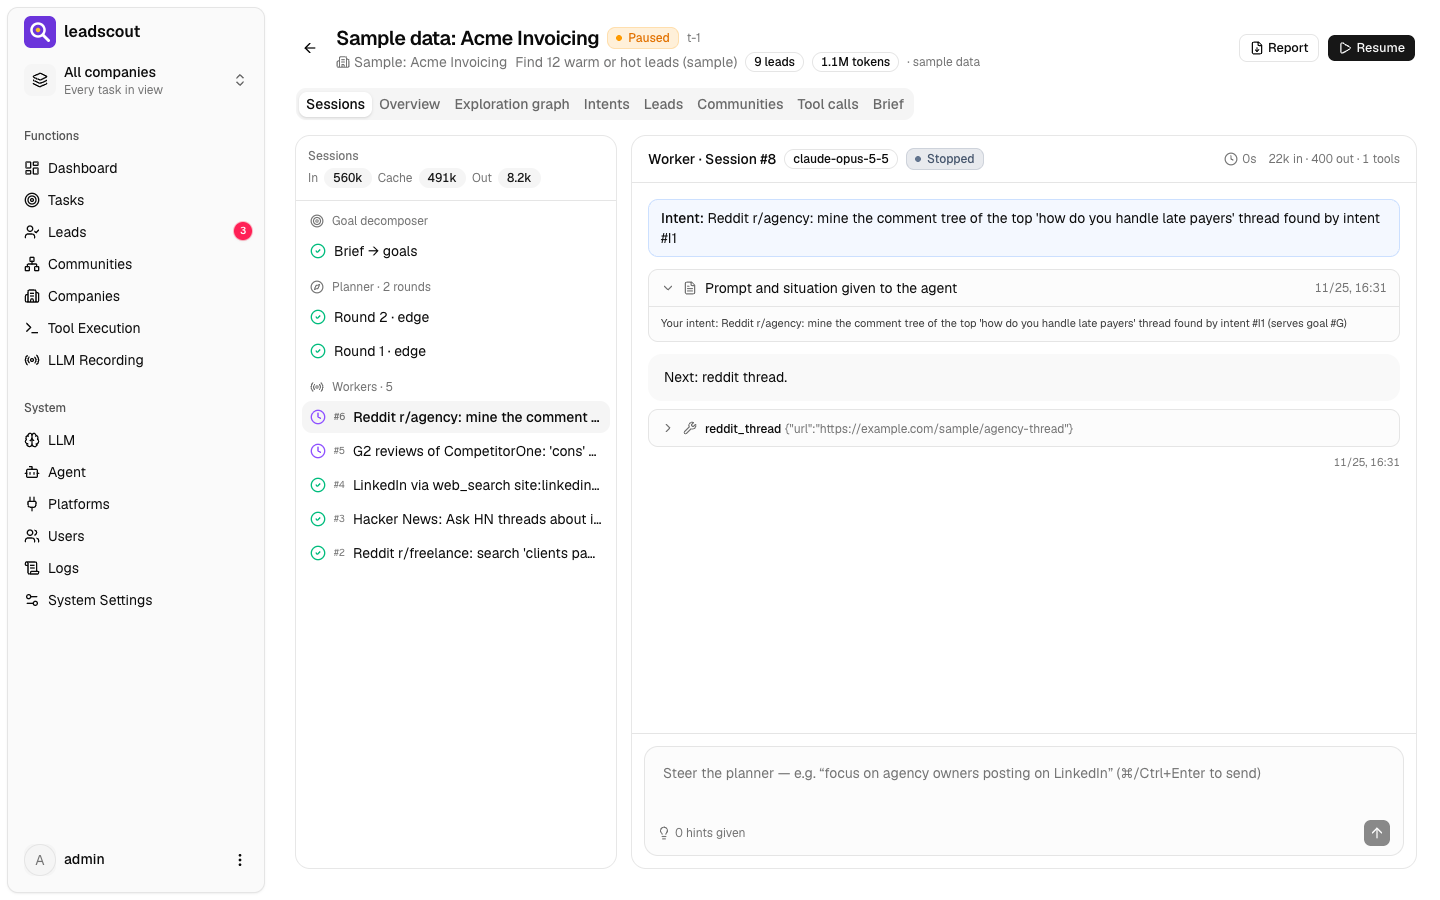 leadscout
All companies
Every task in view
Functions
Dashboard
Tasks
Leads
3
Communities
Companies
Tool Execution
LLM Recording
System
LLM
Agent
Platforms
Users
Logs
System Settings
A
admin
Sample data: Acme Invoicing Paused t-1
Sample: Acme Invoicing Find 12 warm or hot leads (sample) 9 leads 1.1M tokens · sample data
Report
Resume
Sessions Overview Exploration graph Intents Leads Communities Tool calls Brief
Sessions
In 560k Cache 491k Out 8.2k
Goal decomposer
Brief → goals
Planner · 2 rounds
Round 2 · edge
Round 1 · edge
Workers · 5
#6 Reddit r/agency: mine the comment …
#5 G2 reviews of CompetitorOne: 'cons' …
#4 LinkedIn via web_search site:linkedin…
#3 Hacker News: Ask HN threads about i…
#2 Reddit r/freelance: search 'clients pa…
Worker · Session #8 claude-opus-5-5 Stopped
0s 22k in · 400 out · 1 tools
Intent: Reddit r/agency: mine the comment tree of the top 'how do you handle late payers' thread found by intent
#I1
Prompt and situation given to the agent 11/25, 16:31
Your intent: Reddit r/agency: mine the comment tree of the top 'how do you handle late payers' thread found by intent #I1 (serves goal #G)
Next: reddit thread.
reddit_thread {"url":"https://example.com/sample/agency-thread"}
11/25, 16:31
Steer the planner — e.g. “focus on agency owners posting on LinkedIn” (⌘/Ctrl+Enter to send)
0 hints given